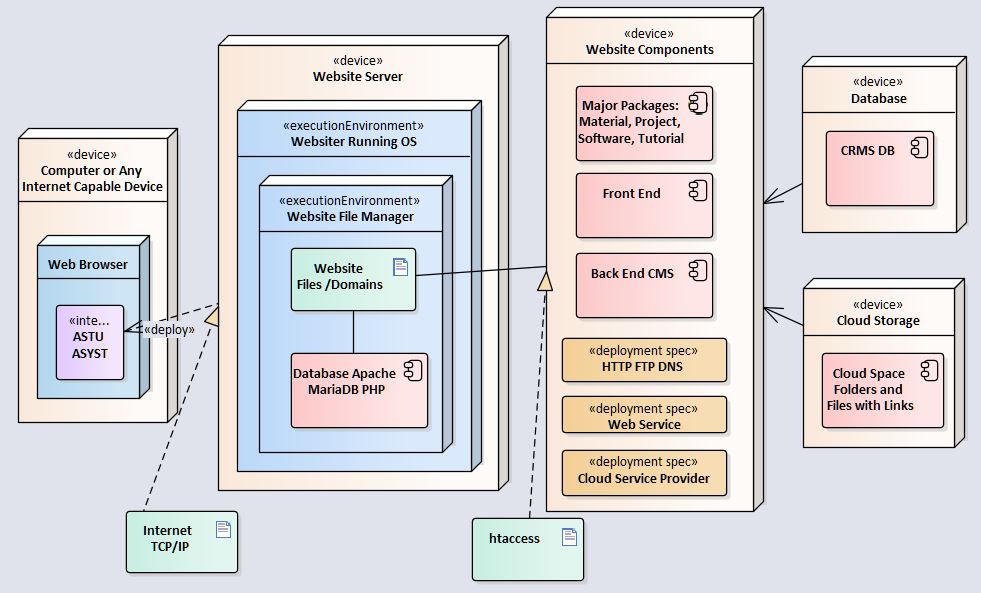 «device»
Computer or Any
Internet Capable Device
Web Browser
«inte...
ASTU
ASYST
«deploy»
«device»
Website Server
«executionEnvironment»
Websiter Running OS
«executionEnvironment»
Website File Manager
Website
Files /Domains
Database Apache
MariaDB PHP
«device»
Website Components
Major Packages:
Material, Project,
Software, Tutorial
Front End
Back End CMS
«deployment spec»
HTTP FTP DNS
«deployment spec»
Web Service
«deployment spec»
Cloud Service Provider
«device»
Database
CRMS DB
«device»
Cloud Storage
Cloud Space
Folders and
Files with Links
Internet
TCP/IP
htaccess